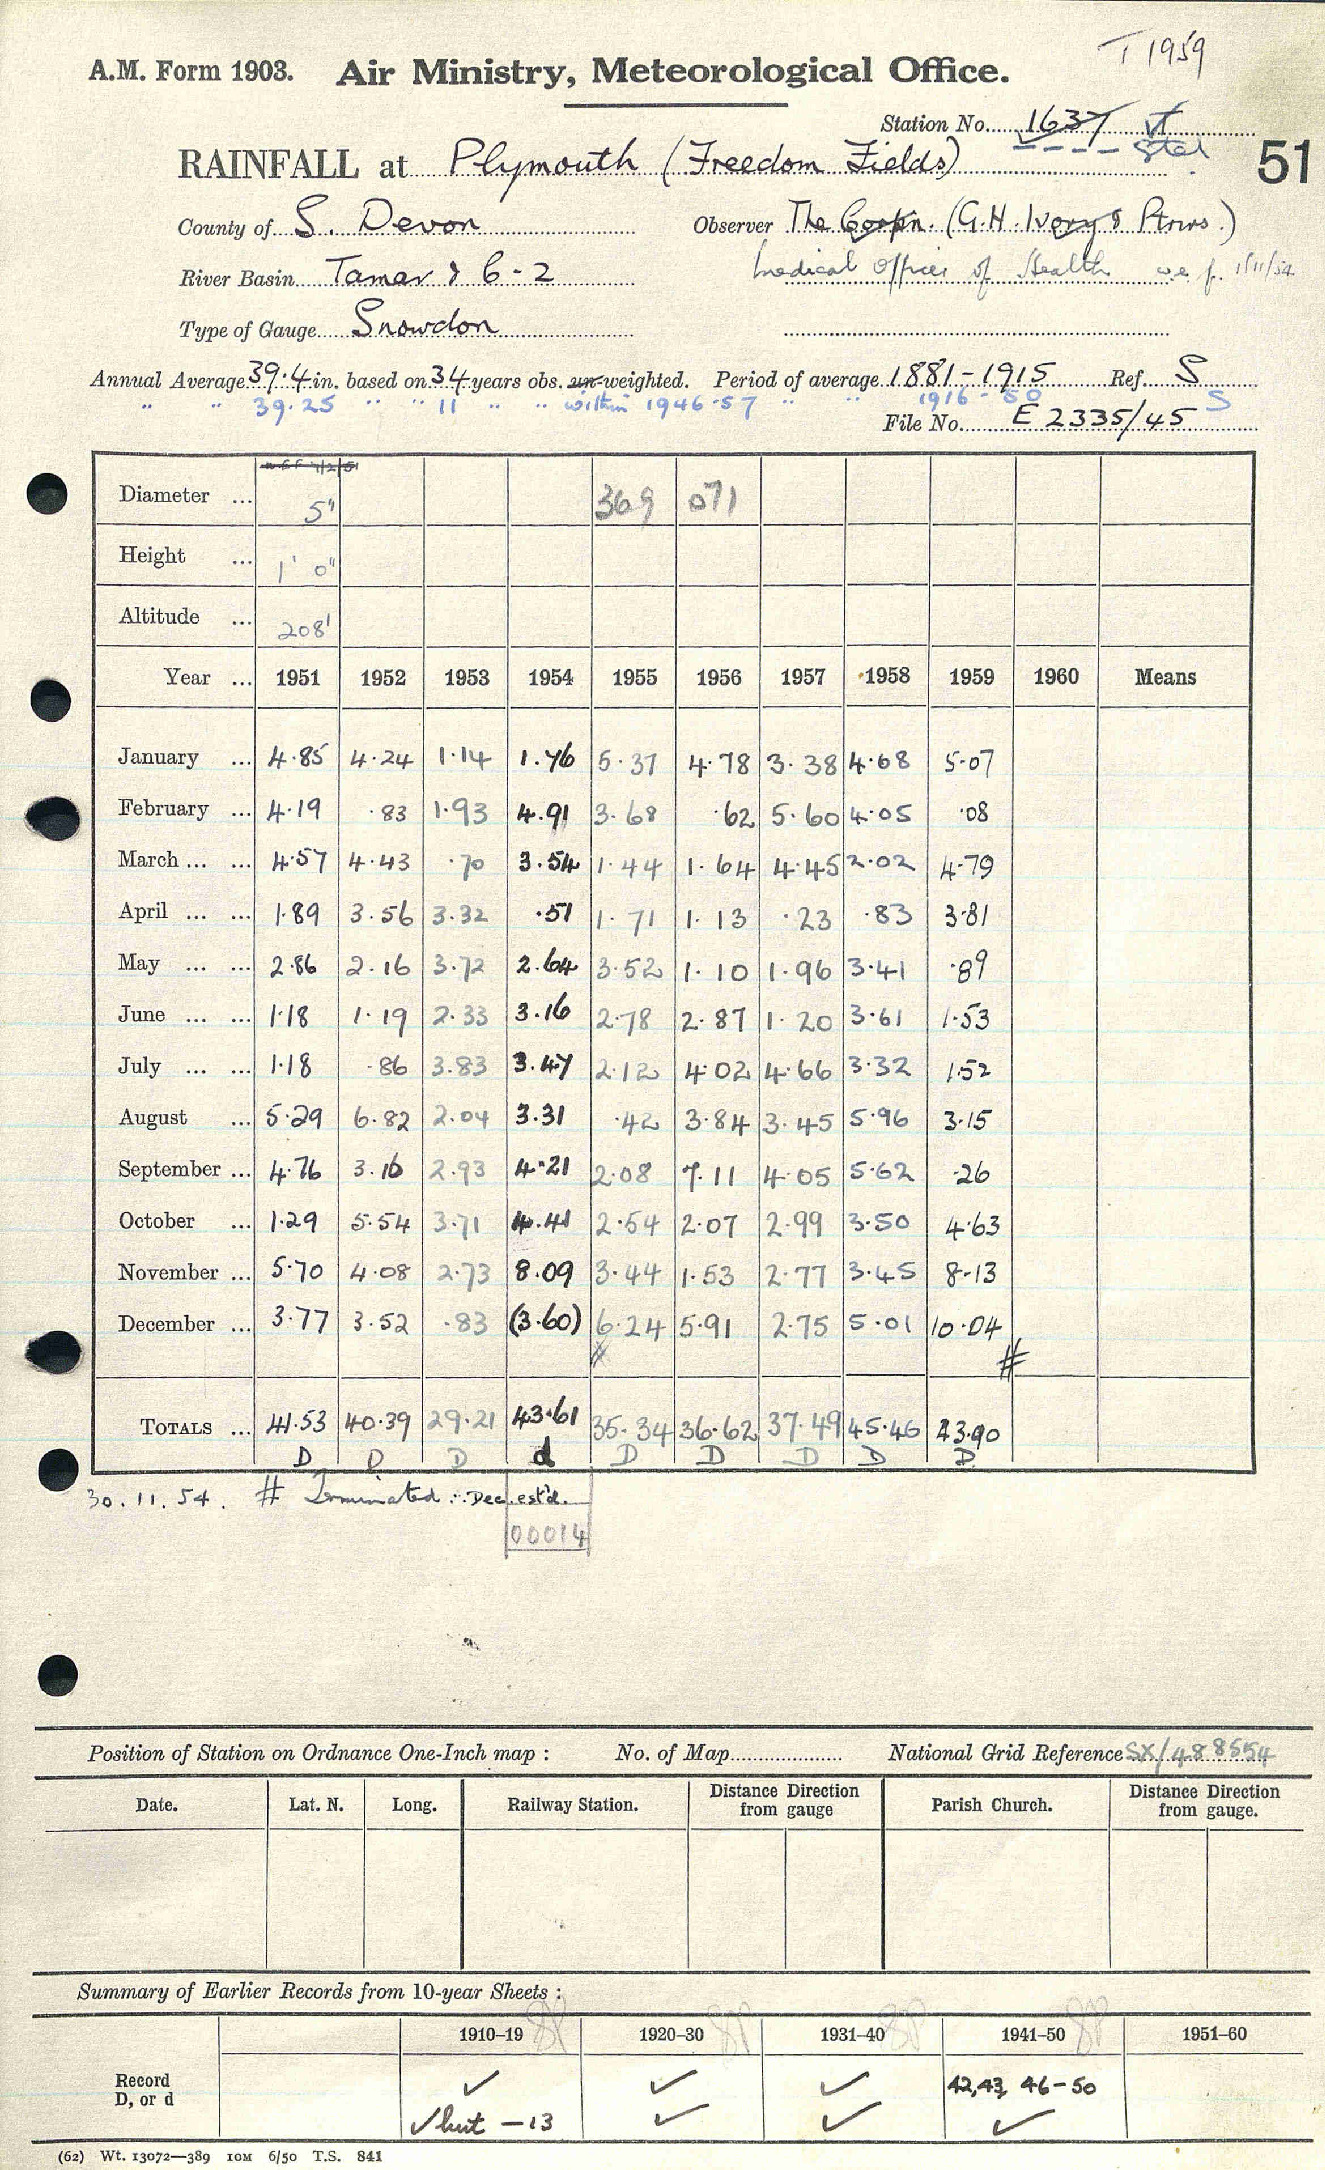 T 1959
A.M. Form 1903. Air Ministry, Meteorological Office.
Station No. 1637
51
RAINFALL at Plymouth (Freedom Fields)
County of S. Devon Observer The Corpn. (G.H. Ivory & Ptnrs.)
River Basin Tamar & 6-2 Medical Officer of Health w.e.f. 1/11/54
Type of Gauge Snowdon
Annual Average 39.4 in. based on 34 years obs. un-weighted. Period of average 1881-1915 Ref. S
" " 39.25 " " 11 " " within 1946-57 " " 1916-50 S
File No. E 2335/45
Diameter ... 5" 369 071
Height ... 1' 0"
Altitude ... 208'
Year ... 1951 1952 1953 1954 1955 1956 1957 1958 1959 1960 Means
January ... 4.85 4.24 1.14 1.76 5.37 4.78 3.38 4.68 5.07
February ... 4.19 .83 1.93 4.91 3.68 .62 5.60 4.05 .08
March ... ... 4.57 4.43 .70 3.54 1.44 1.64 4.45 2.02 4.79
April ... ... 1.89 3.56 3.32 .51 1.71 1.13 .23 .83 3.81
May ... ... 2.86 2.16 3.72 2.64 3.52 1.10 1.96 3.41 .89
June ... ... 1.18 1.19 2.33 3.16 2.78 2.87 1.20 3.61 1.53
July ... ... 1.18 .86 3.83 3.47 2.12 4.02 4.66 3.32 1.52
August ... 5.29 6.82 2.04 3.31 .42 3.84 3.45 5.96 3.15
September ... 4.76 3.16 2.93 4.21 2.08 7.11 4.05 5.62 .26
October ... 1.29 5.54 3.71 4.41 2.54 2.07 2.99 3.50 4.63
November ... 5.70 4.08 2.73 8.09 3.44 1.53 2.77 3.45 8.13
December ... 3.77 3.52 .83 (3.60) 6.24 5.91 2.75 5.01 10.04
# #
TOTALS ... 41.53 40.39 29.21 43.61 35.34 36.62 37.49 45.46 43.90
D D D d D D D D D
30.11.54. # Terminated ∴ Dec est'd.
00014
Position of Station on Ordnance One-Inch map : No. of Map National Grid Reference SX/488554
Date. Lat. N. Long. Railway Station. Distance Direction from gauge Parish Church. Distance Direction from gauge.
Summary of Earlier Records from 10-year Sheets :
1910-19 1920-30 1931-40 1941-50 1951-60
Record ✓ ✓ ✓ 42,43, 46-50
D, or d ✓ but -13 ✓ ✓ ✓
(62) Wt. 13072—389 10M 6/50 T.S. 841